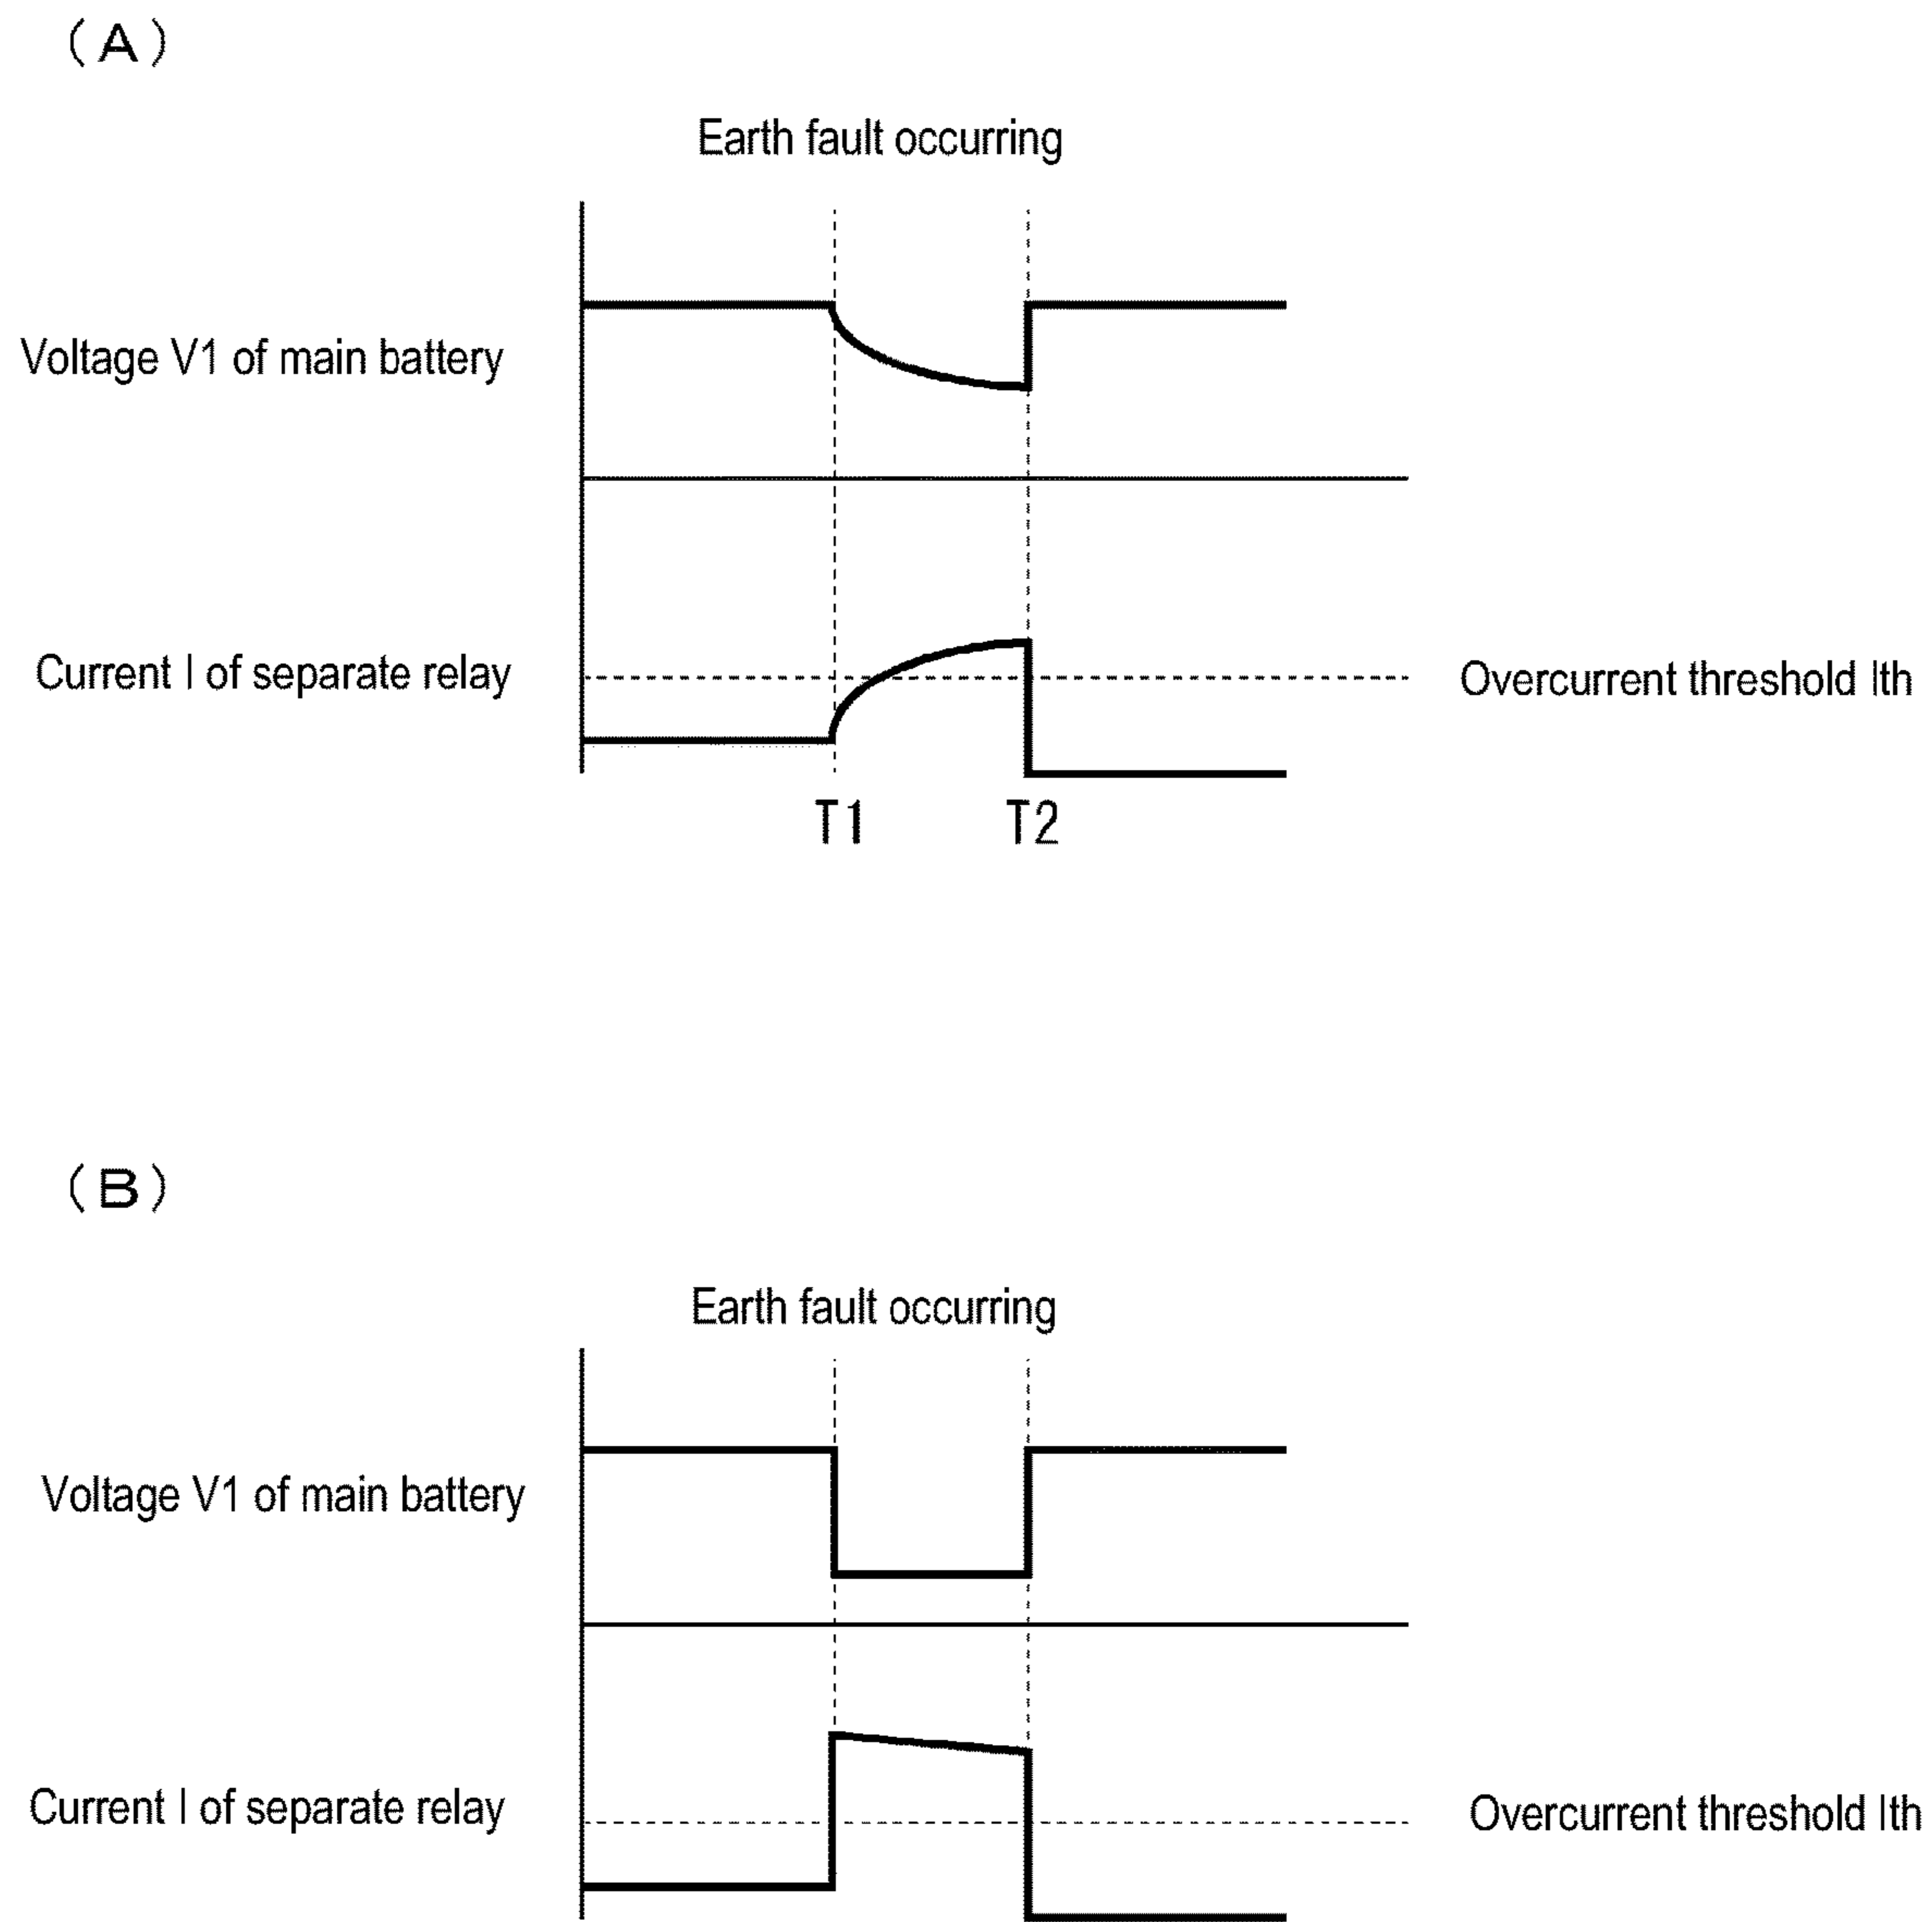 (A)
Earth fault occurring
Voltage V1 of main battery
Current I of separate relay
Overcurrent threshold Ith
T1
T2
(B)
Earth fault occurring
Voltage V1 of main battery
Current I of separate relay
Overcurrent threshold Ith